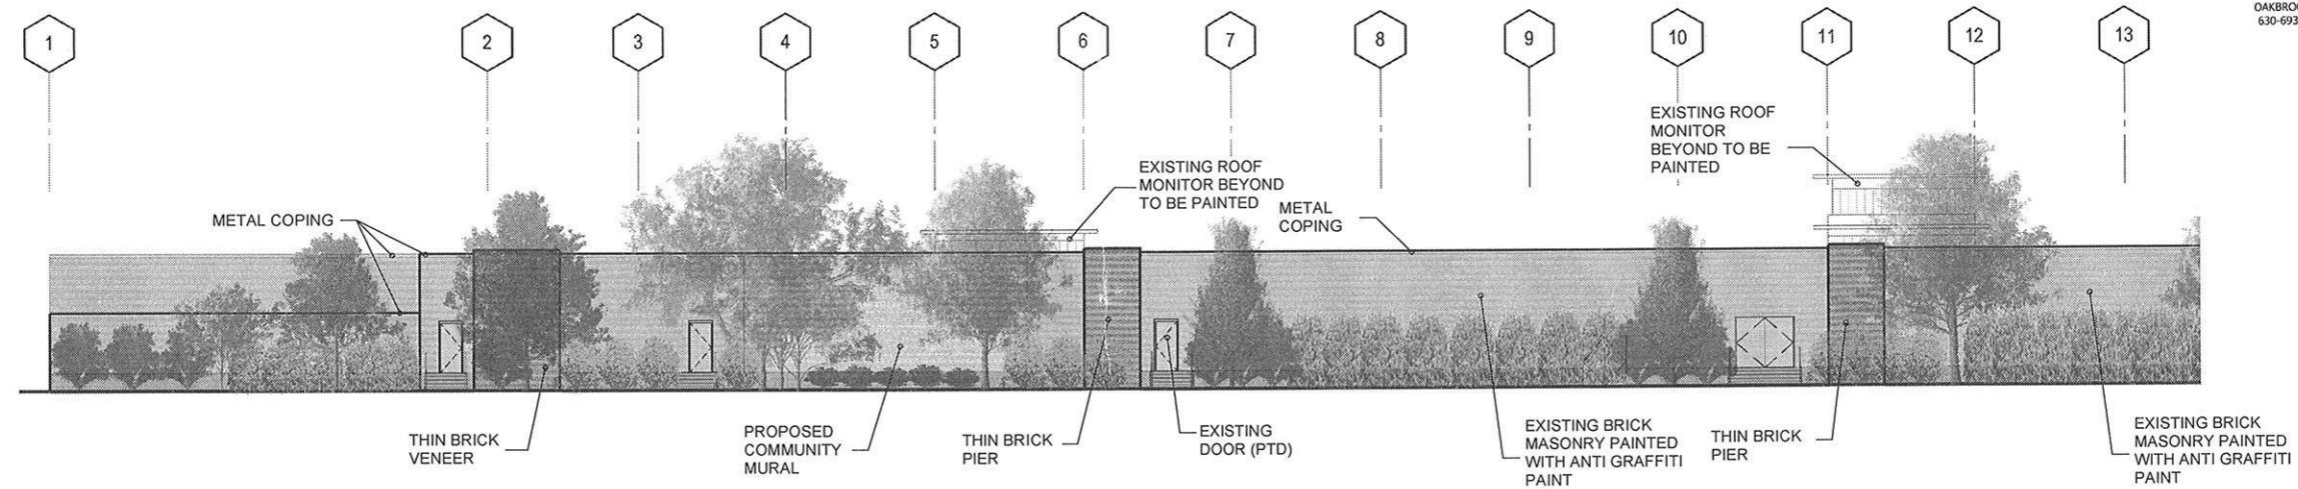 OAKBROO
630-693
1
2
3
4
5
6
7
8
9
10
11
12
13
EXISTING ROOF
MONITOR
BEYOND TO BE
PAINTED
EXISTING ROOF
MONITOR BEYOND
TO BE PAINTED
METAL COPING
METAL
COPING
THIN BRICK
VENEER
PROPOSED
COMMUNITY
MURAL
THIN BRICK
PIER
EXISTING
DOOR (PTD)
EXISTING BRICK
MASONRY PAINTED
WITH ANTI GRAFFITI
PAINT
THIN BRICK
PIER
EXISTING BRICK
MASONRY PAINTED
WITH ANTI GRAFFITI
PAINT